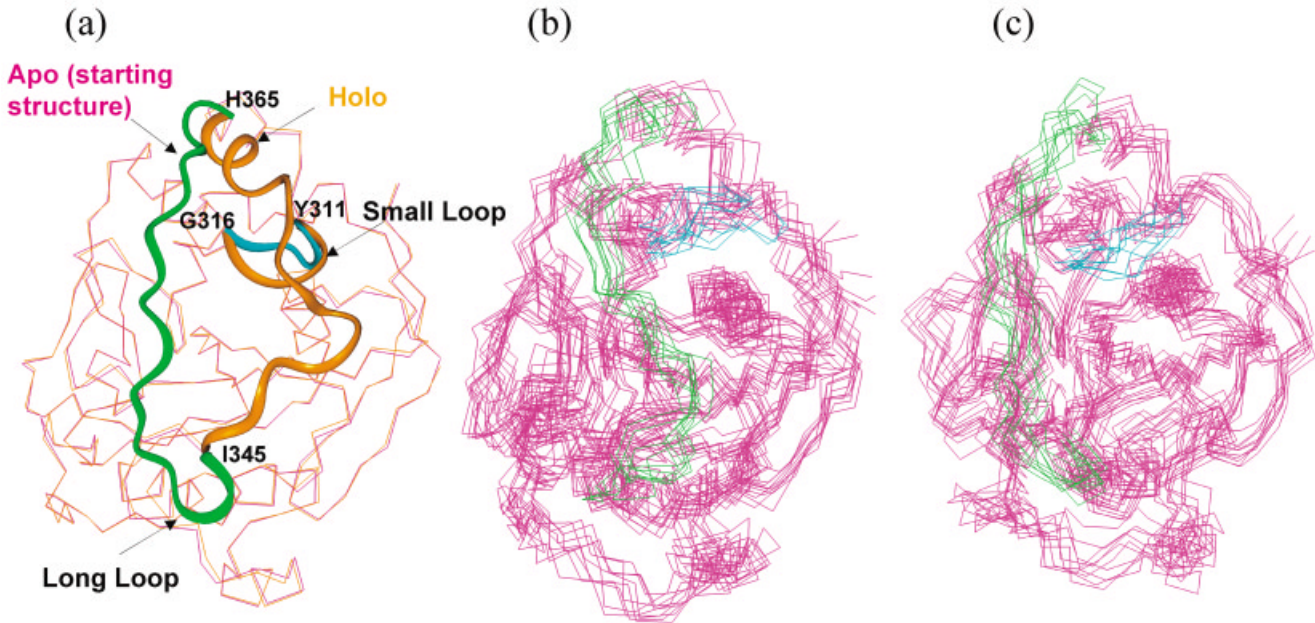 (a)
(b)
(c)
Apo (starting
structure)
H365
Holo
G316
Y311
Small Loop
I345
Long Loop